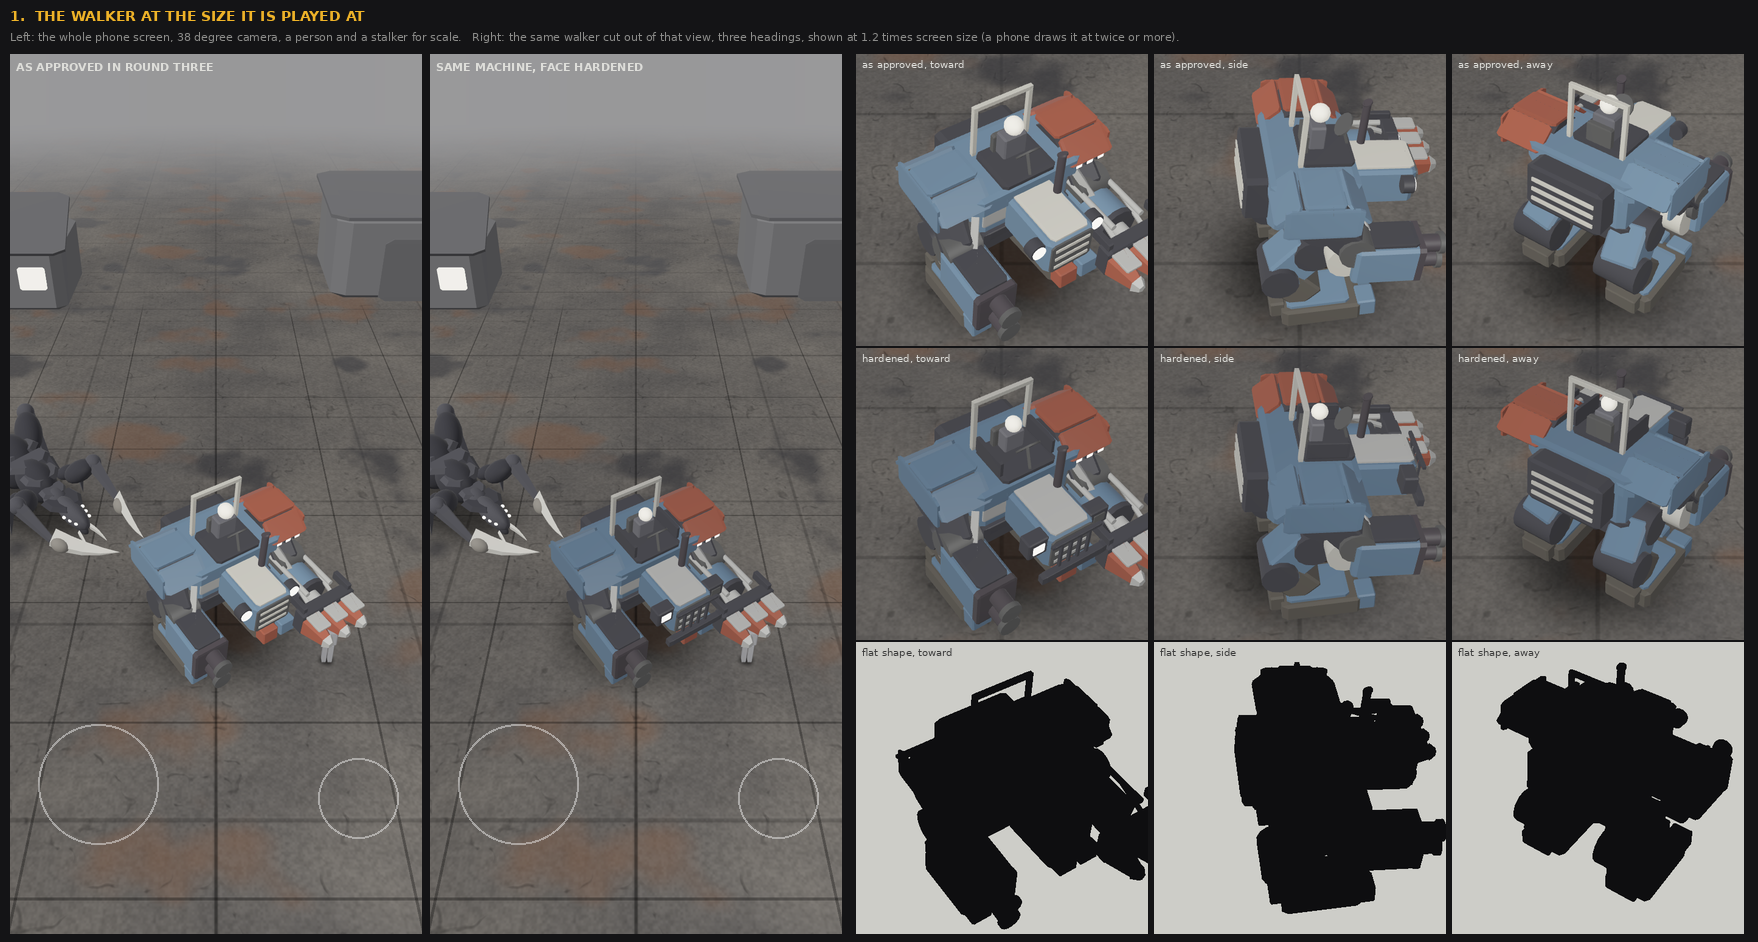 1. THE WALKER AT THE SIZE IT IS PLAYED AT
Left: the whole phone screen, 38 degree camera, a person and a stalker for scale. Right: the same walker cut out of that view, three headings, shown at 1.2 times screen size (a phone draws it at twice or more).
AS APPROVED IN ROUND THREE
SAME MACHINE, FACE HARDENED
as approved, toward
as approved, side
as approved, away
hardened, toward
hardened, side
hardened, away
flat shape, toward
flat shape, side
flat shape, away